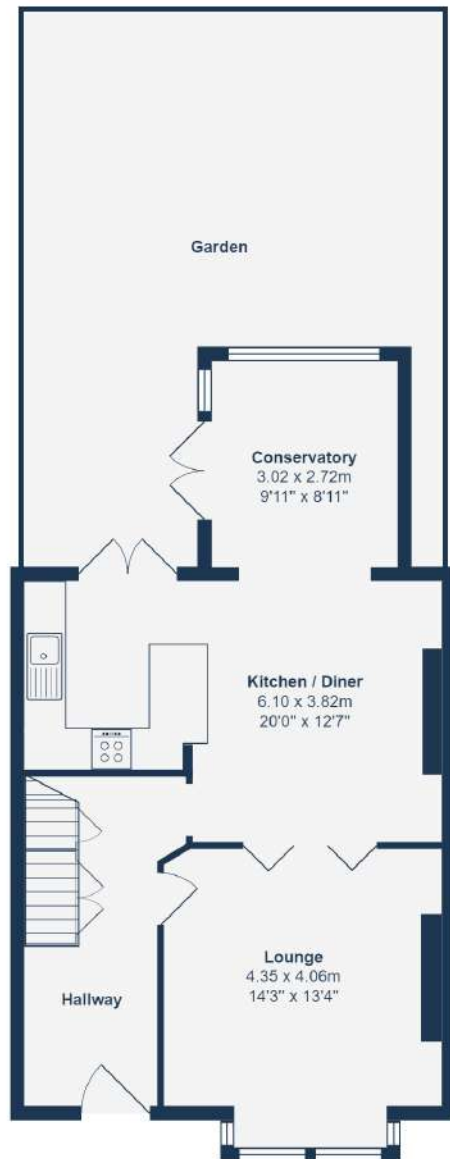 Garden
Conservatory
3.02 x 2.72m
9'11" x 8'11"
Kitchen / Diner
6.10 x 3.82m
20'0" x 12'7"
Lounge
4.35 x 4.06m
14'3" x 13'4"
Hallway